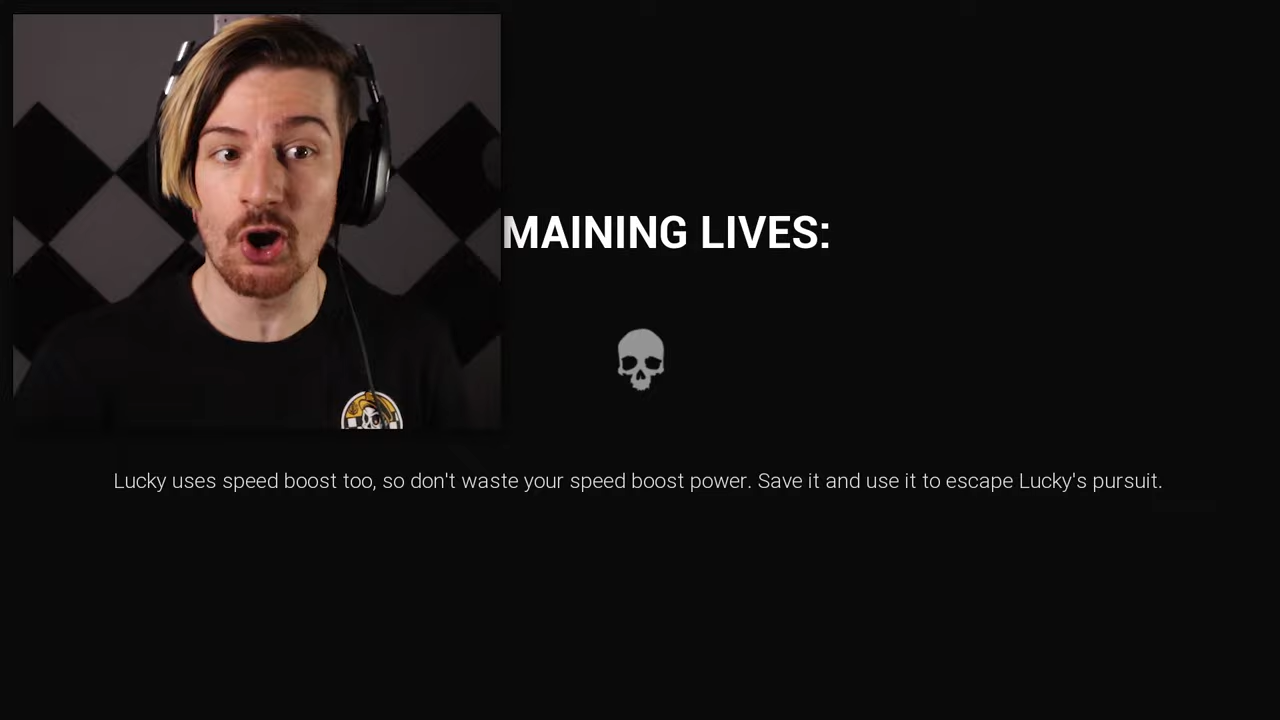 MAINING LIVES:
Lucky uses speed boost too, so don't waste your speed boost power. Save it and use it to escape Lucky's pursuit.